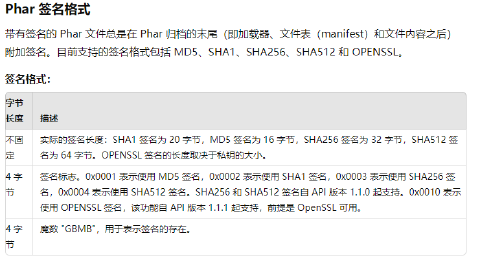 Phar 签名格式
带有签名的 Phar 文件总是在 Phar 归档的末尾（即加载器、文件表（manifest）和文件内容之后）
附加签名。目前支持的签名格式包括 MD5、SHA1、SHA256、SHA512 和 OPENSSL。
签名格式：
字节
长度 描述
不固
定 实际的签名长度：SHA1 签名为 20 字节，MD5 签名为 16 字节，SHA256 签名为 32 字节，SHA512 签
名为 64 字节。OPENSSL 签名的长度取决于私钥的大小。
4 字
节 签名标志。0x0001 表示使用 MD5 签名，0x0002 表示使用 SHA1 签名，0x0003 表示使用 SHA256 签
名，0x0004 表示使用 SHA512 签名。SHA256 和 SHA512 签名自 API 版本 1.1.0 起支持。0x0010 表示
使用 OPENSSL 签名，该功能自 API 版本 1.1.1 起支持，前提是 OpenSSL 可用。
4 字
节 魔数 "GBMB"，用于表示签名的存在。